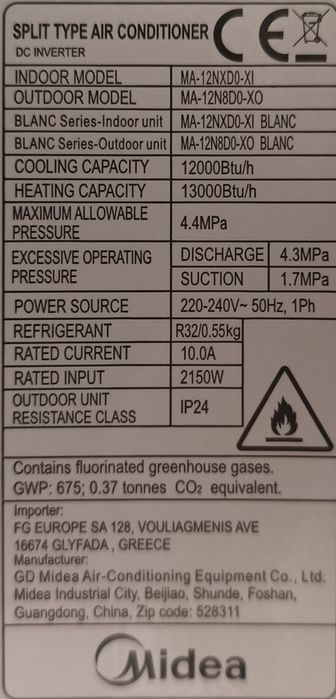 SPLIT TYPE AIR CONDITIONER
DC INVERTER
CE
INDOOR MODEL MA-12NXD0-XI
OUTDOOR MODEL MA-12N8D0-XO
BLANC Series-Indoor unit MA-12NXD0-XI BLANC
BLANC Series-Outdoor unit MA-12N8D0-XO BLANC
COOLING CAPACITY 12000Btu/h
HEATING CAPACITY 13000Btu/h
MAXIMUM ALLOWABLE
PRESSURE 4.4MPa
EXCESSIVE OPERATING
PRESSURE
DISCHARGE 4.3MPa
SUCTION 1.7MPa
POWER SOURCE 220-240V~ 50Hz, 1Ph
REFRIGERANT R32/0.55kg
RATED CURRENT 10.0A
RATED INPUT 2150W
OUTDOOR UNIT
RESISTANCE CLASS IP24
Contains fluorinated greenhouse gases.
GWP: 675; 0.37 tonnes CO₂ equivalent.
Importer:
FG EUROPE SA 128, VOULIAGMENIS AVE
16674 GLYFADA , GREECE
Manufacturer:
GD Midea Air-Conditioning Equipment Co., Ltd.
Midea Industrial City, Beijiao, Shunde, Foshan,
Guangdong, China, Zip code: 528311
Midea